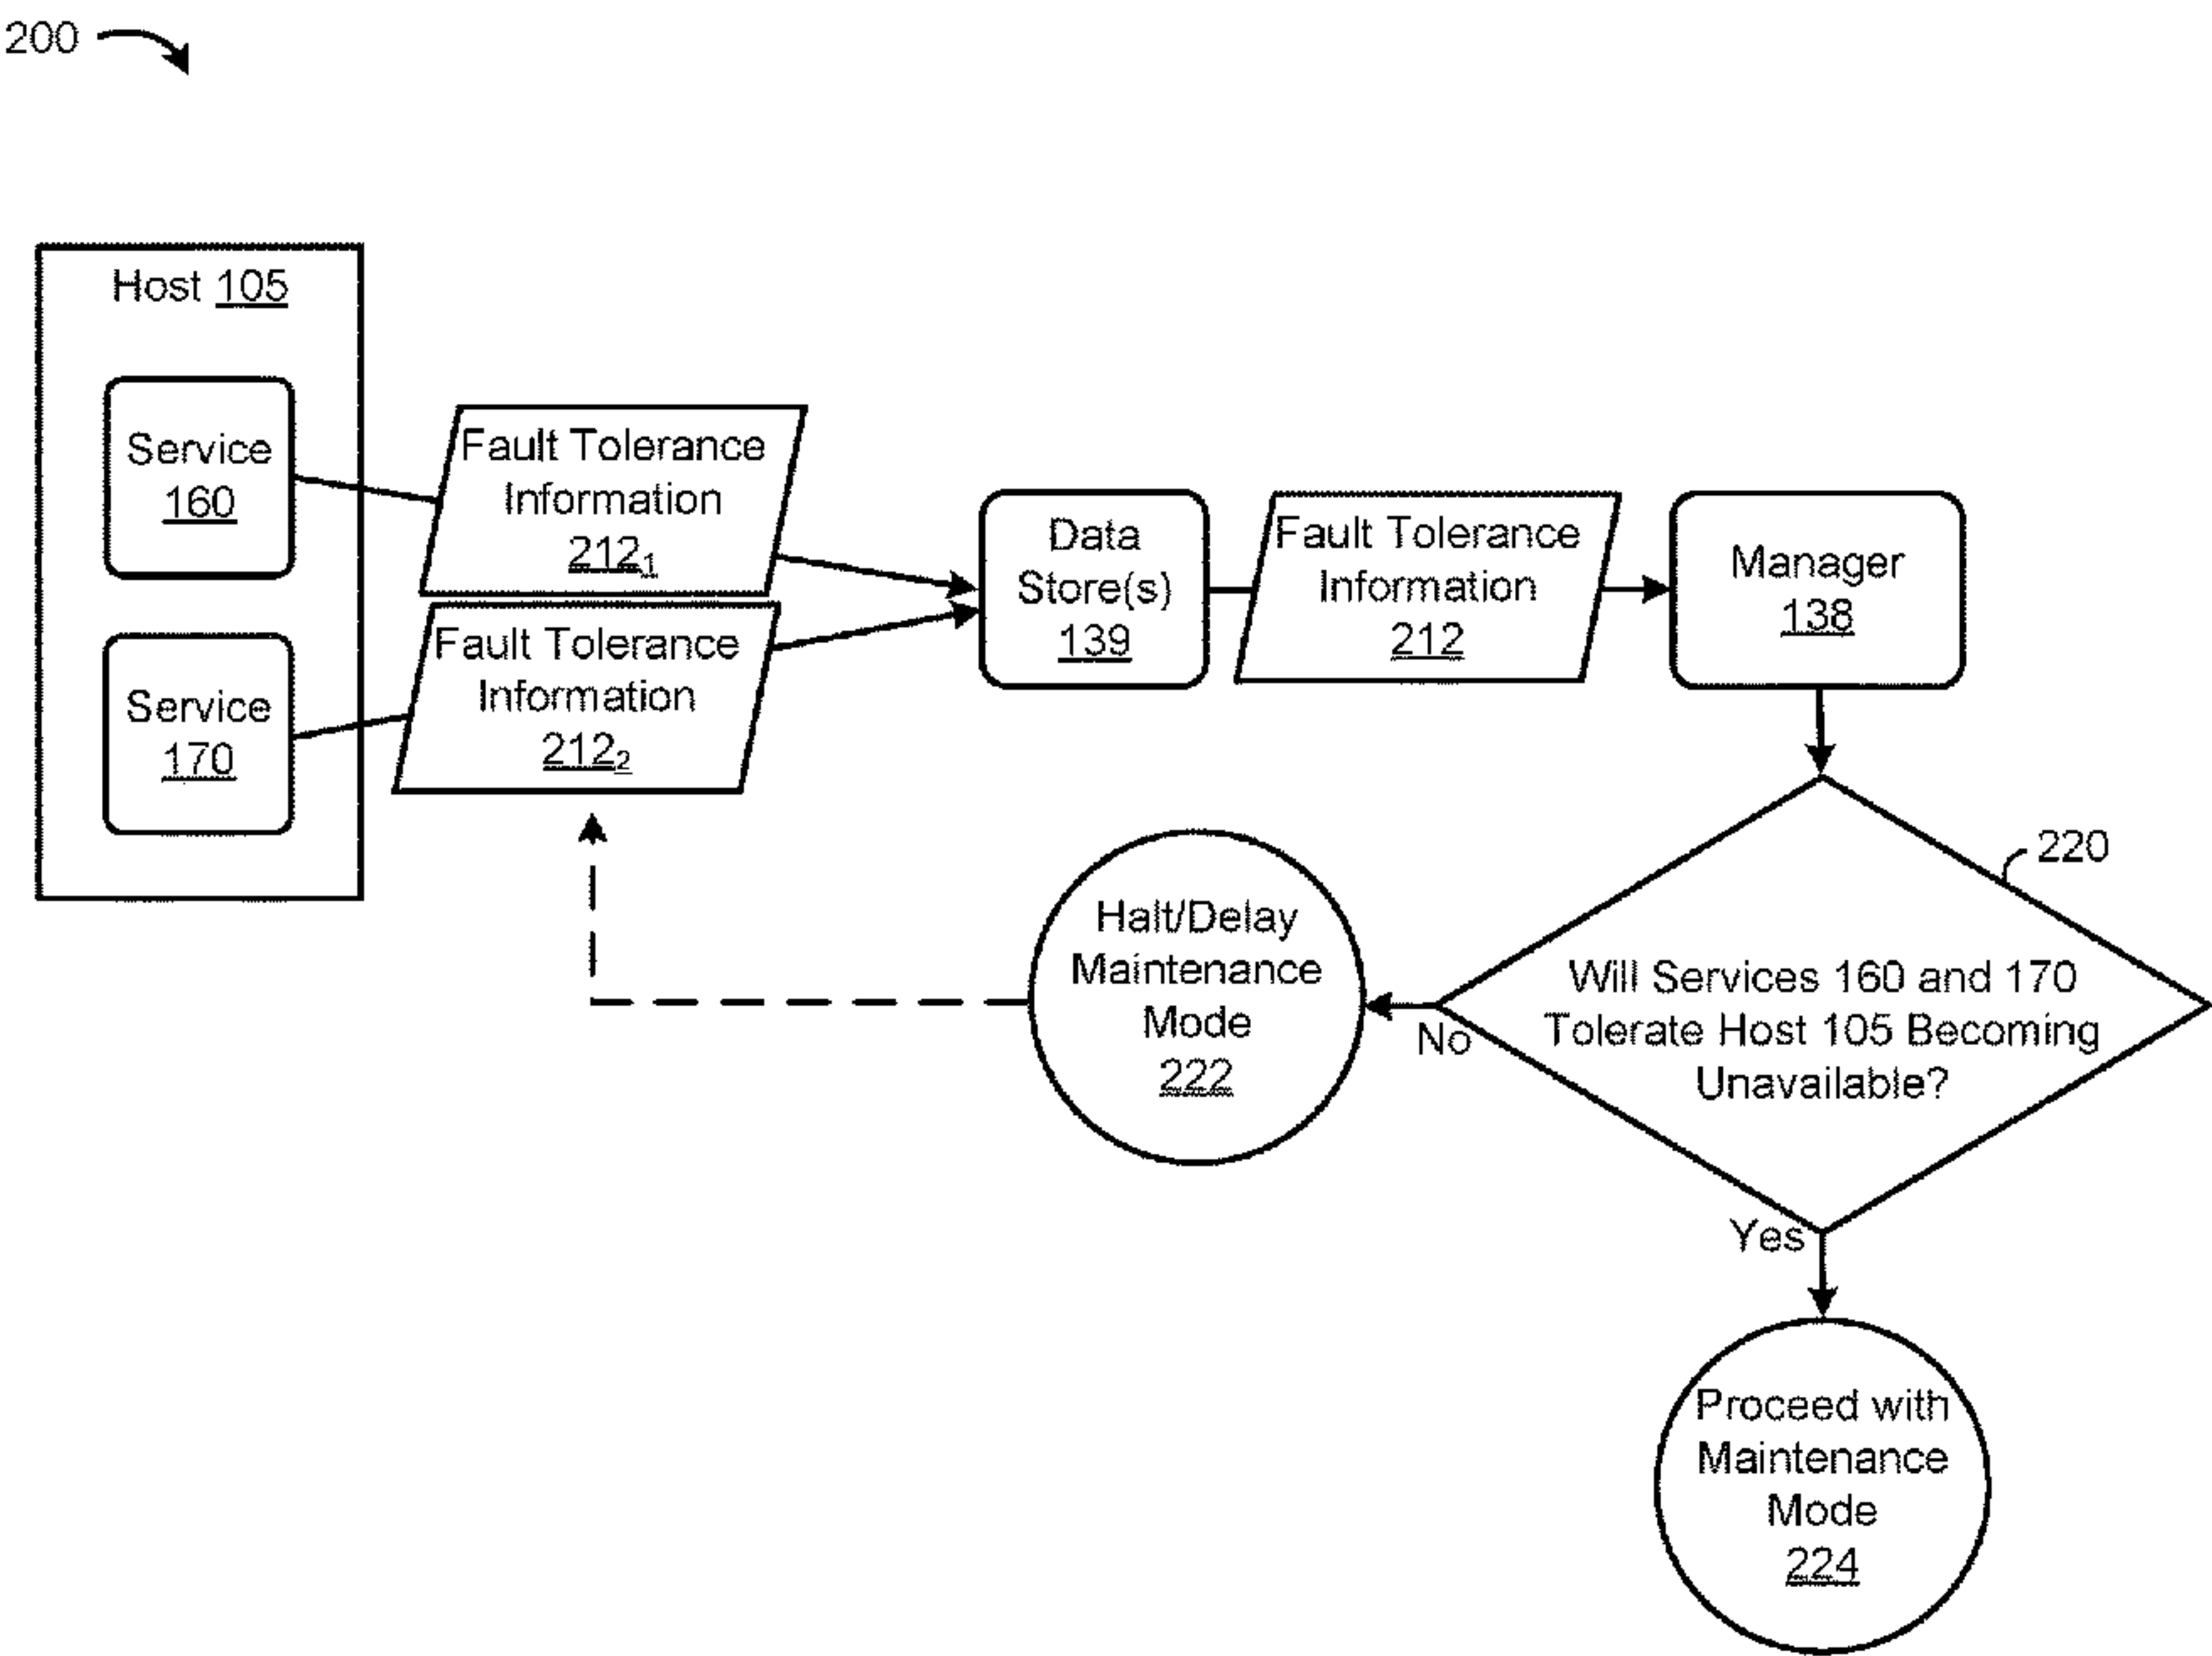 200
Host 105
Service
160
Service
170
Fault Tolerance
Information
212₁
Fault Tolerance
Information
212₂
Data
Store(s)
139
Fault Tolerance
Information
212
Manager
138
220
Will Services 160 and 170
Tolerate Host 105 Becoming
Unavailable?
No
Halt/Delay
Maintenance
Mode
222
Yes
Proceed with
Maintenance
Mode
224